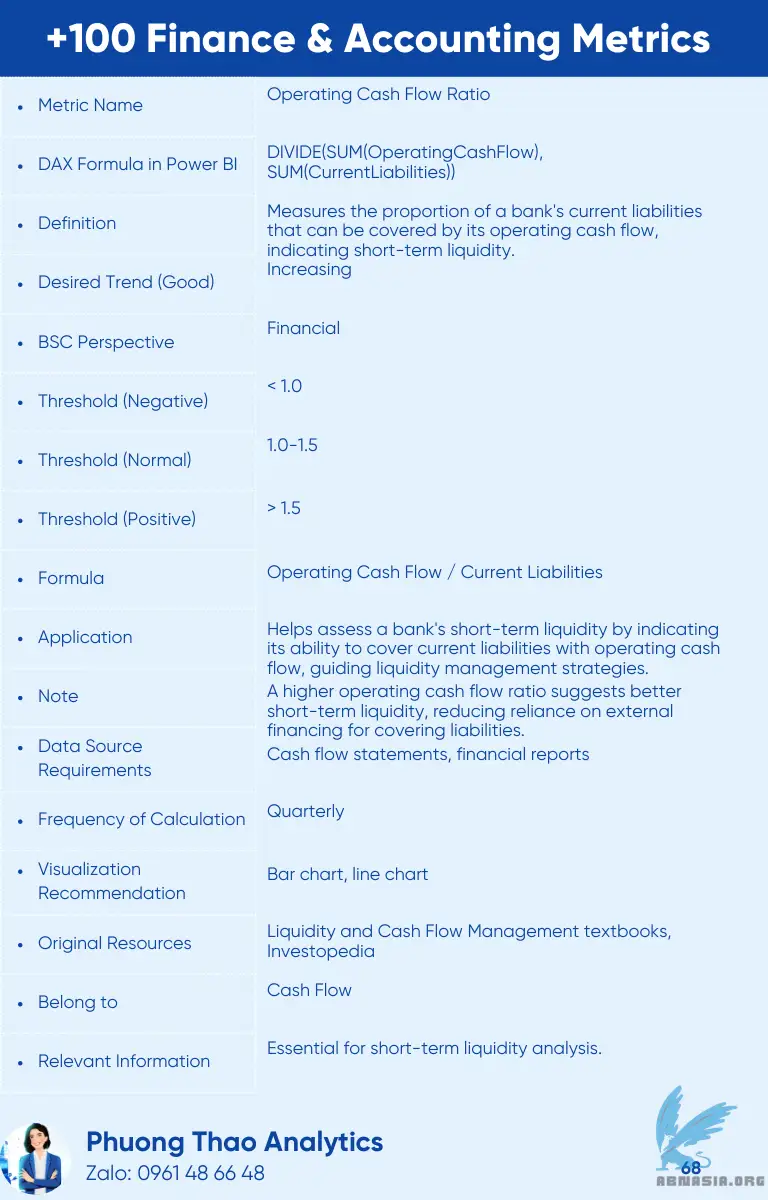 +100 Finance & Accounting Metrics
• Metric Name
Operating Cash Flow Ratio
• DAX Formula in Power BI
DIVIDE(SUM(OperatingCashFlow),
SUM(CurrentLiabilities))
• Definition
Measures the proportion of a bank's current liabilities
that can be covered by its operating cash flow,
indicating short-term liquidity.
• Desired Trend (Good)
Increasing
• BSC Perspective
Financial
• Threshold (Negative)
< 1.0
• Threshold (Normal)
1.0-1.5
• Threshold (Positive)
> 1.5
• Formula
Operating Cash Flow / Current Liabilities
• Application
Helps assess a bank's short-term liquidity by indicating
its ability to cover current liabilities with operating cash
flow, guiding liquidity management strategies.
• Note
A higher operating cash flow ratio suggests better
short-term liquidity, reducing reliance on external
financing for covering liabilities.
• Data Source
Requirements
Cash flow statements, financial reports
• Frequency of Calculation
Quarterly
• Visualization
Recommendation
Bar chart, line chart
• Original Resources
Liquidity and Cash Flow Management textbooks,
Investopedia
• Belong to
Cash Flow
• Relevant Information
Essential for short-term liquidity analysis.
Phuong Thao Analytics
Zalo: 0961 48 66 48
68
ABNASIA.ORG